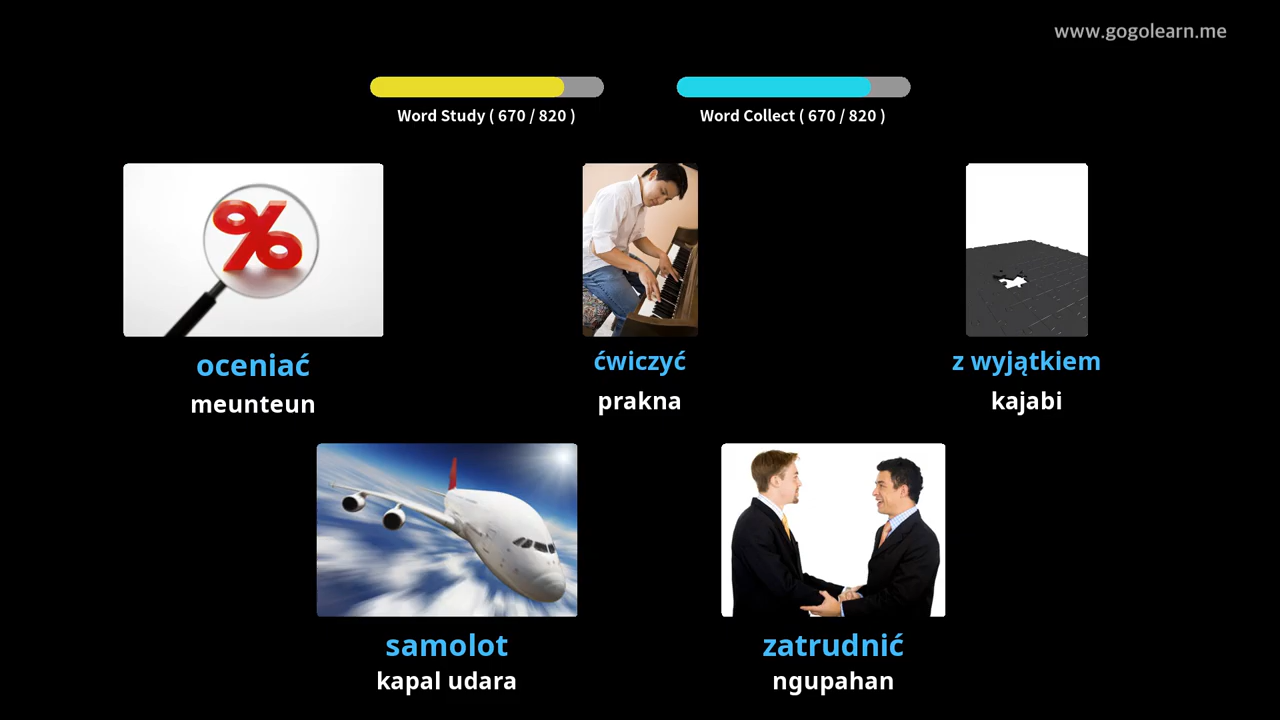 www.gogolearn.me
Word Study ( 670 / 820 )
Word Collect ( 670 / 820 )
oceniać
meunteun
ćwiczyć
prakna
z wyjątkiem
kajabi
samolot
kapal udara
zatrudnić
ngupahan